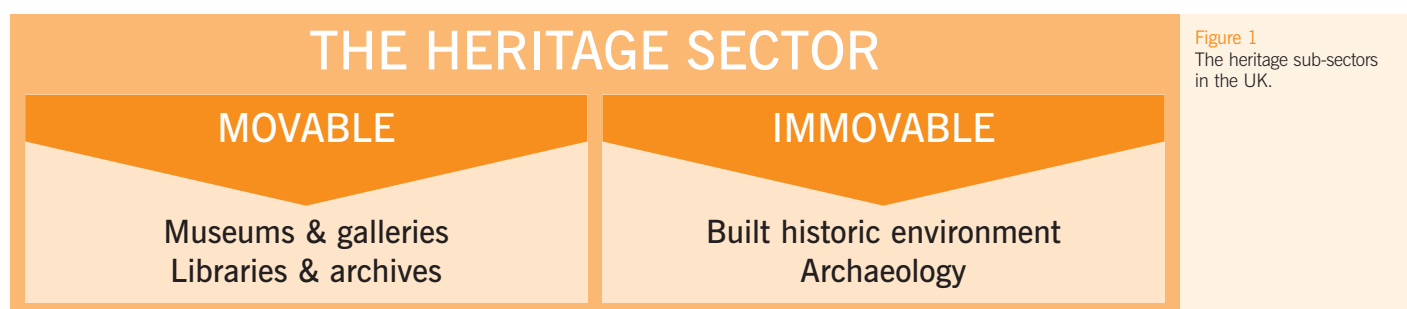 THE HERITAGE SECTOR
MOVABLE
Museums & galleries
Libraries & archives
IMMOVABLE
Built historic environment
Archaeology
Figure 1
The heritage sub-sectors
in the UK.